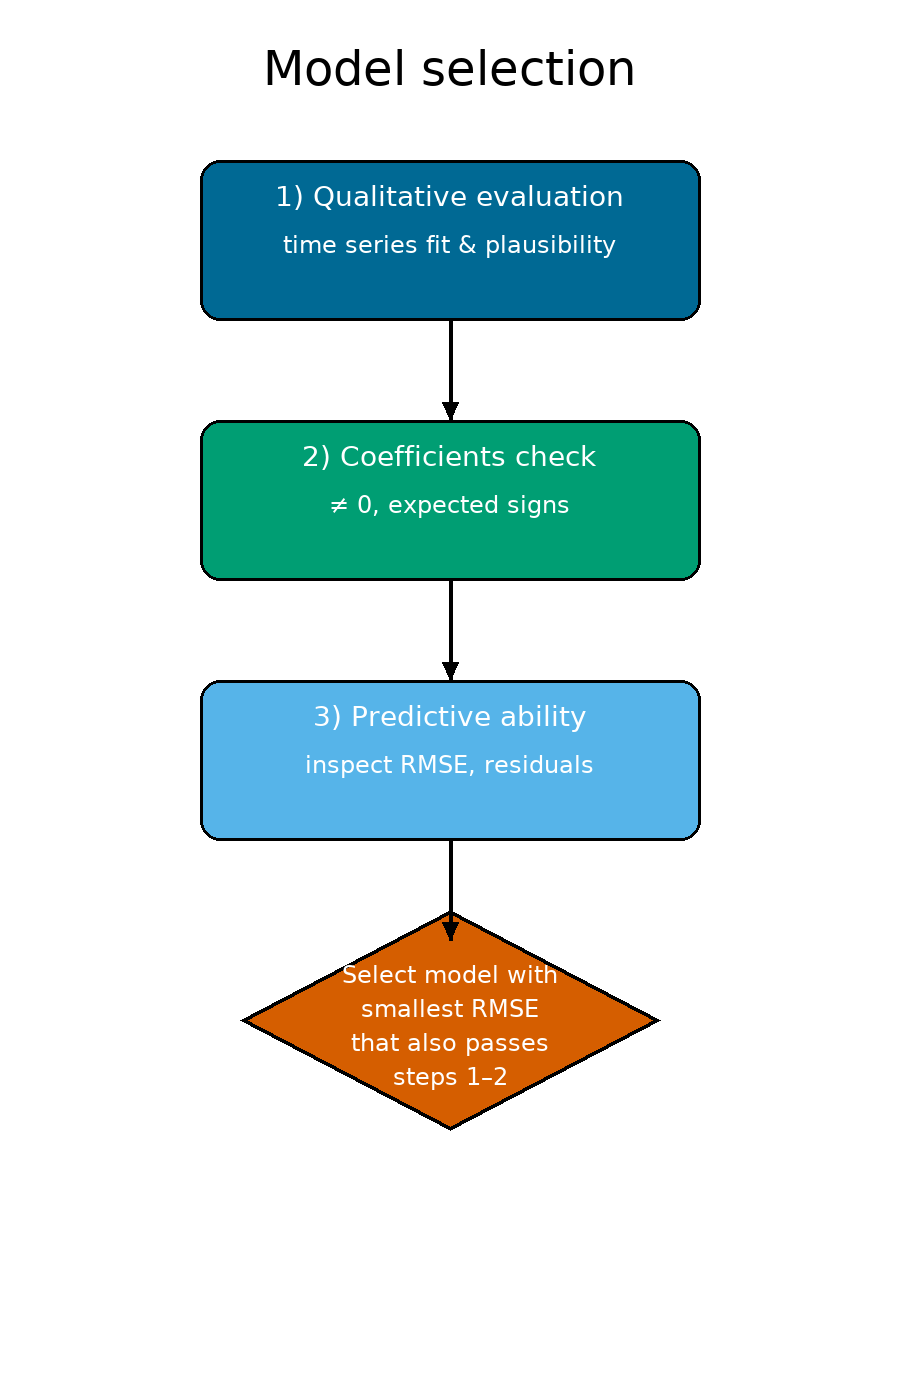 Model selection
1) Qualitative evaluation
time series fit & plausibility
2) Coefficients check
≠ 0, expected signs
3) Predictive ability
inspect RMSE, residuals
Select model with
smallest RMSE
that also passes
steps 1–2